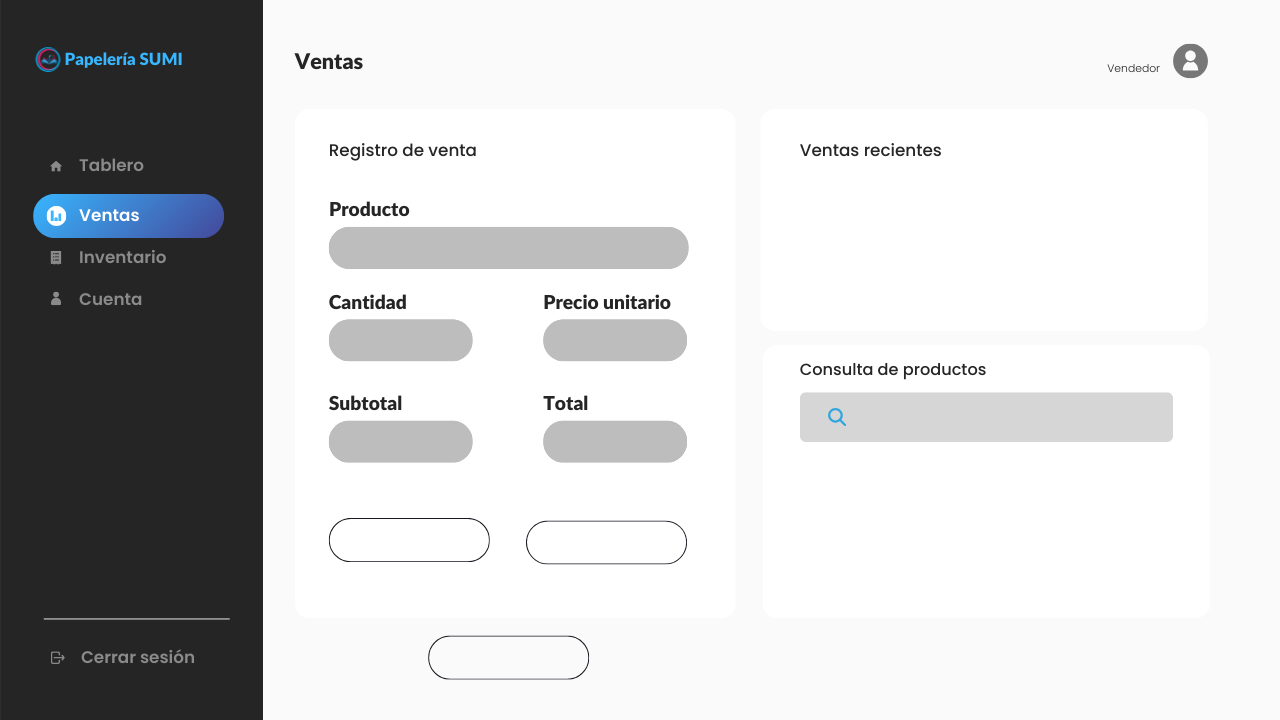 Papelería SUMI
Tablero
Ventas
Inventario
Cuenta
Cerrar sesión
Ventas
Vendedor
Registro de venta
Producto
Cantidad
Precio unitario
Subtotal
Total
Ventas recientes
Consulta de productos